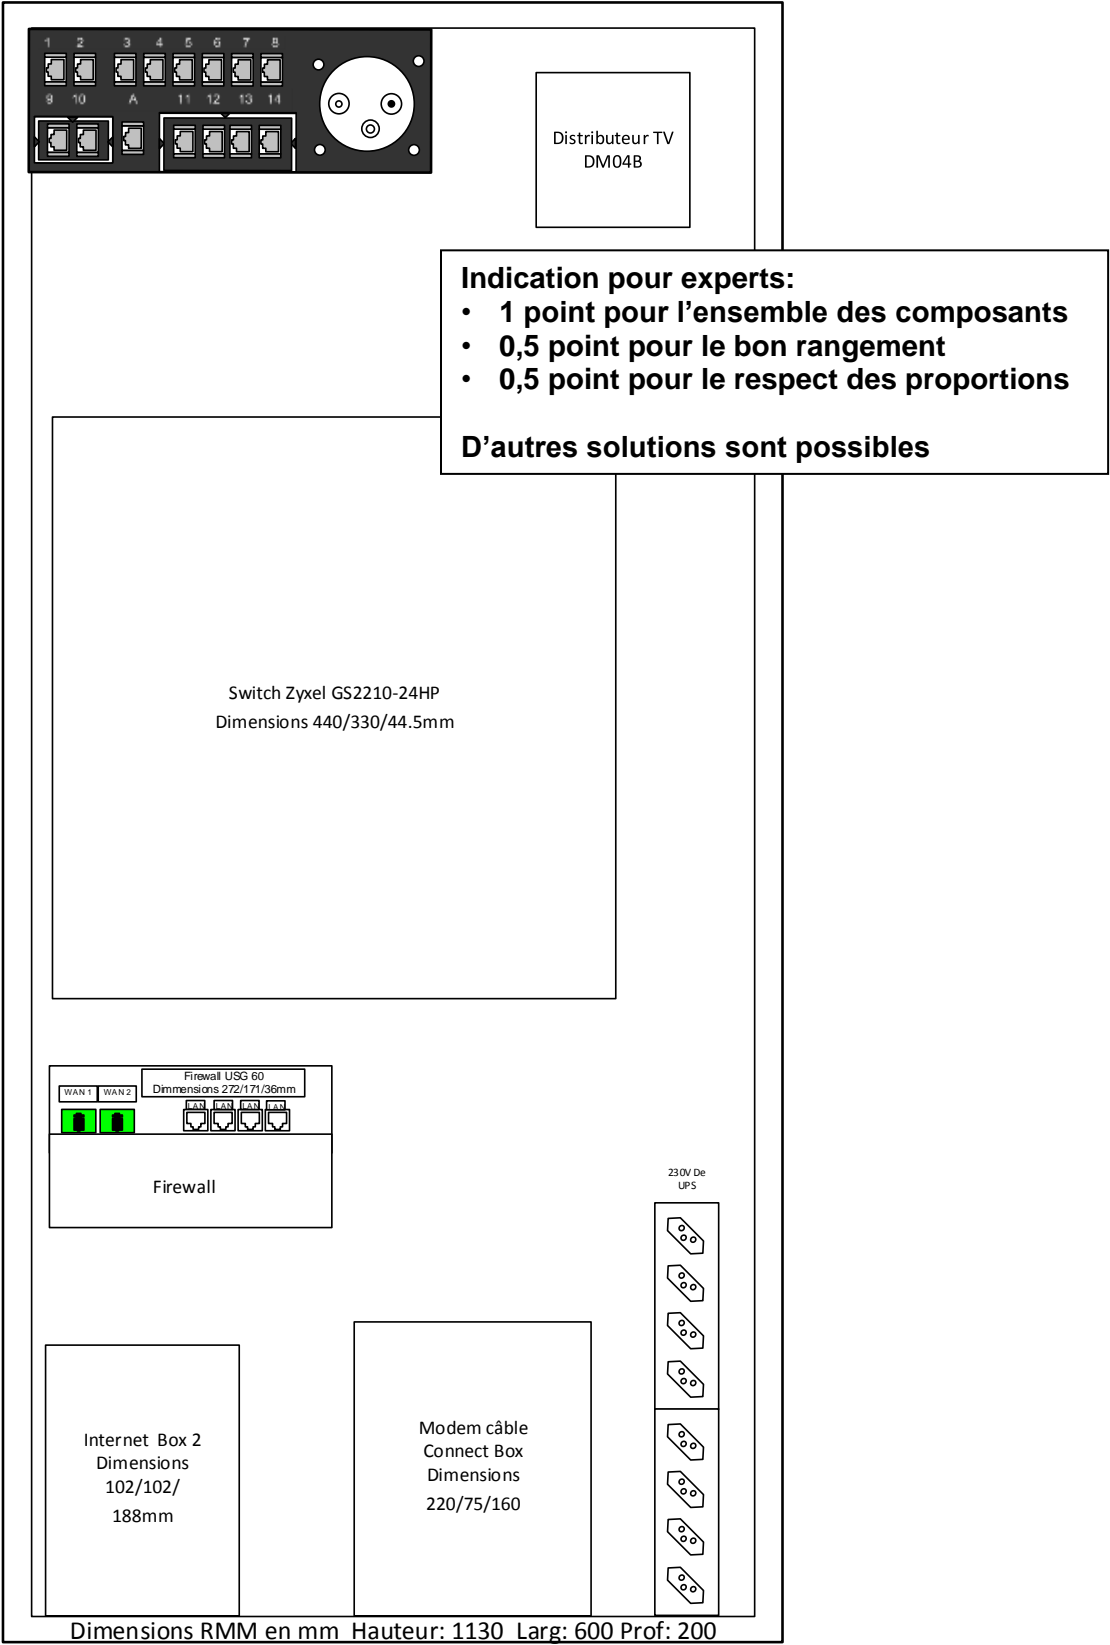 1 2 3 4 5 6 7 8
9 10 A 11 12 13 14
Distributeur TV
DM04B
Indication pour experts:
• 1 point pour l'ensemble des composants
• 0,5 point pour le bon rangement
• 0,5 point pour le respect des proportions
D'autres solutions sont possibles
Switch Zyxel GS2210-24HP
Dimensions 440/330/44.5mm
Firewall USG 60
Dimmensions 272/171/36mm
WAN 1 WAN 2
LAN LAN LAN LAN
Firewall
230V De
UPS
Internet Box 2
Dimensions
102/102/
188mm
Modem câble
Connect Box
Dimensions
220/75/160
Dimensions RMM en mm Hauteur: 1130 Larg: 600 Prof: 200